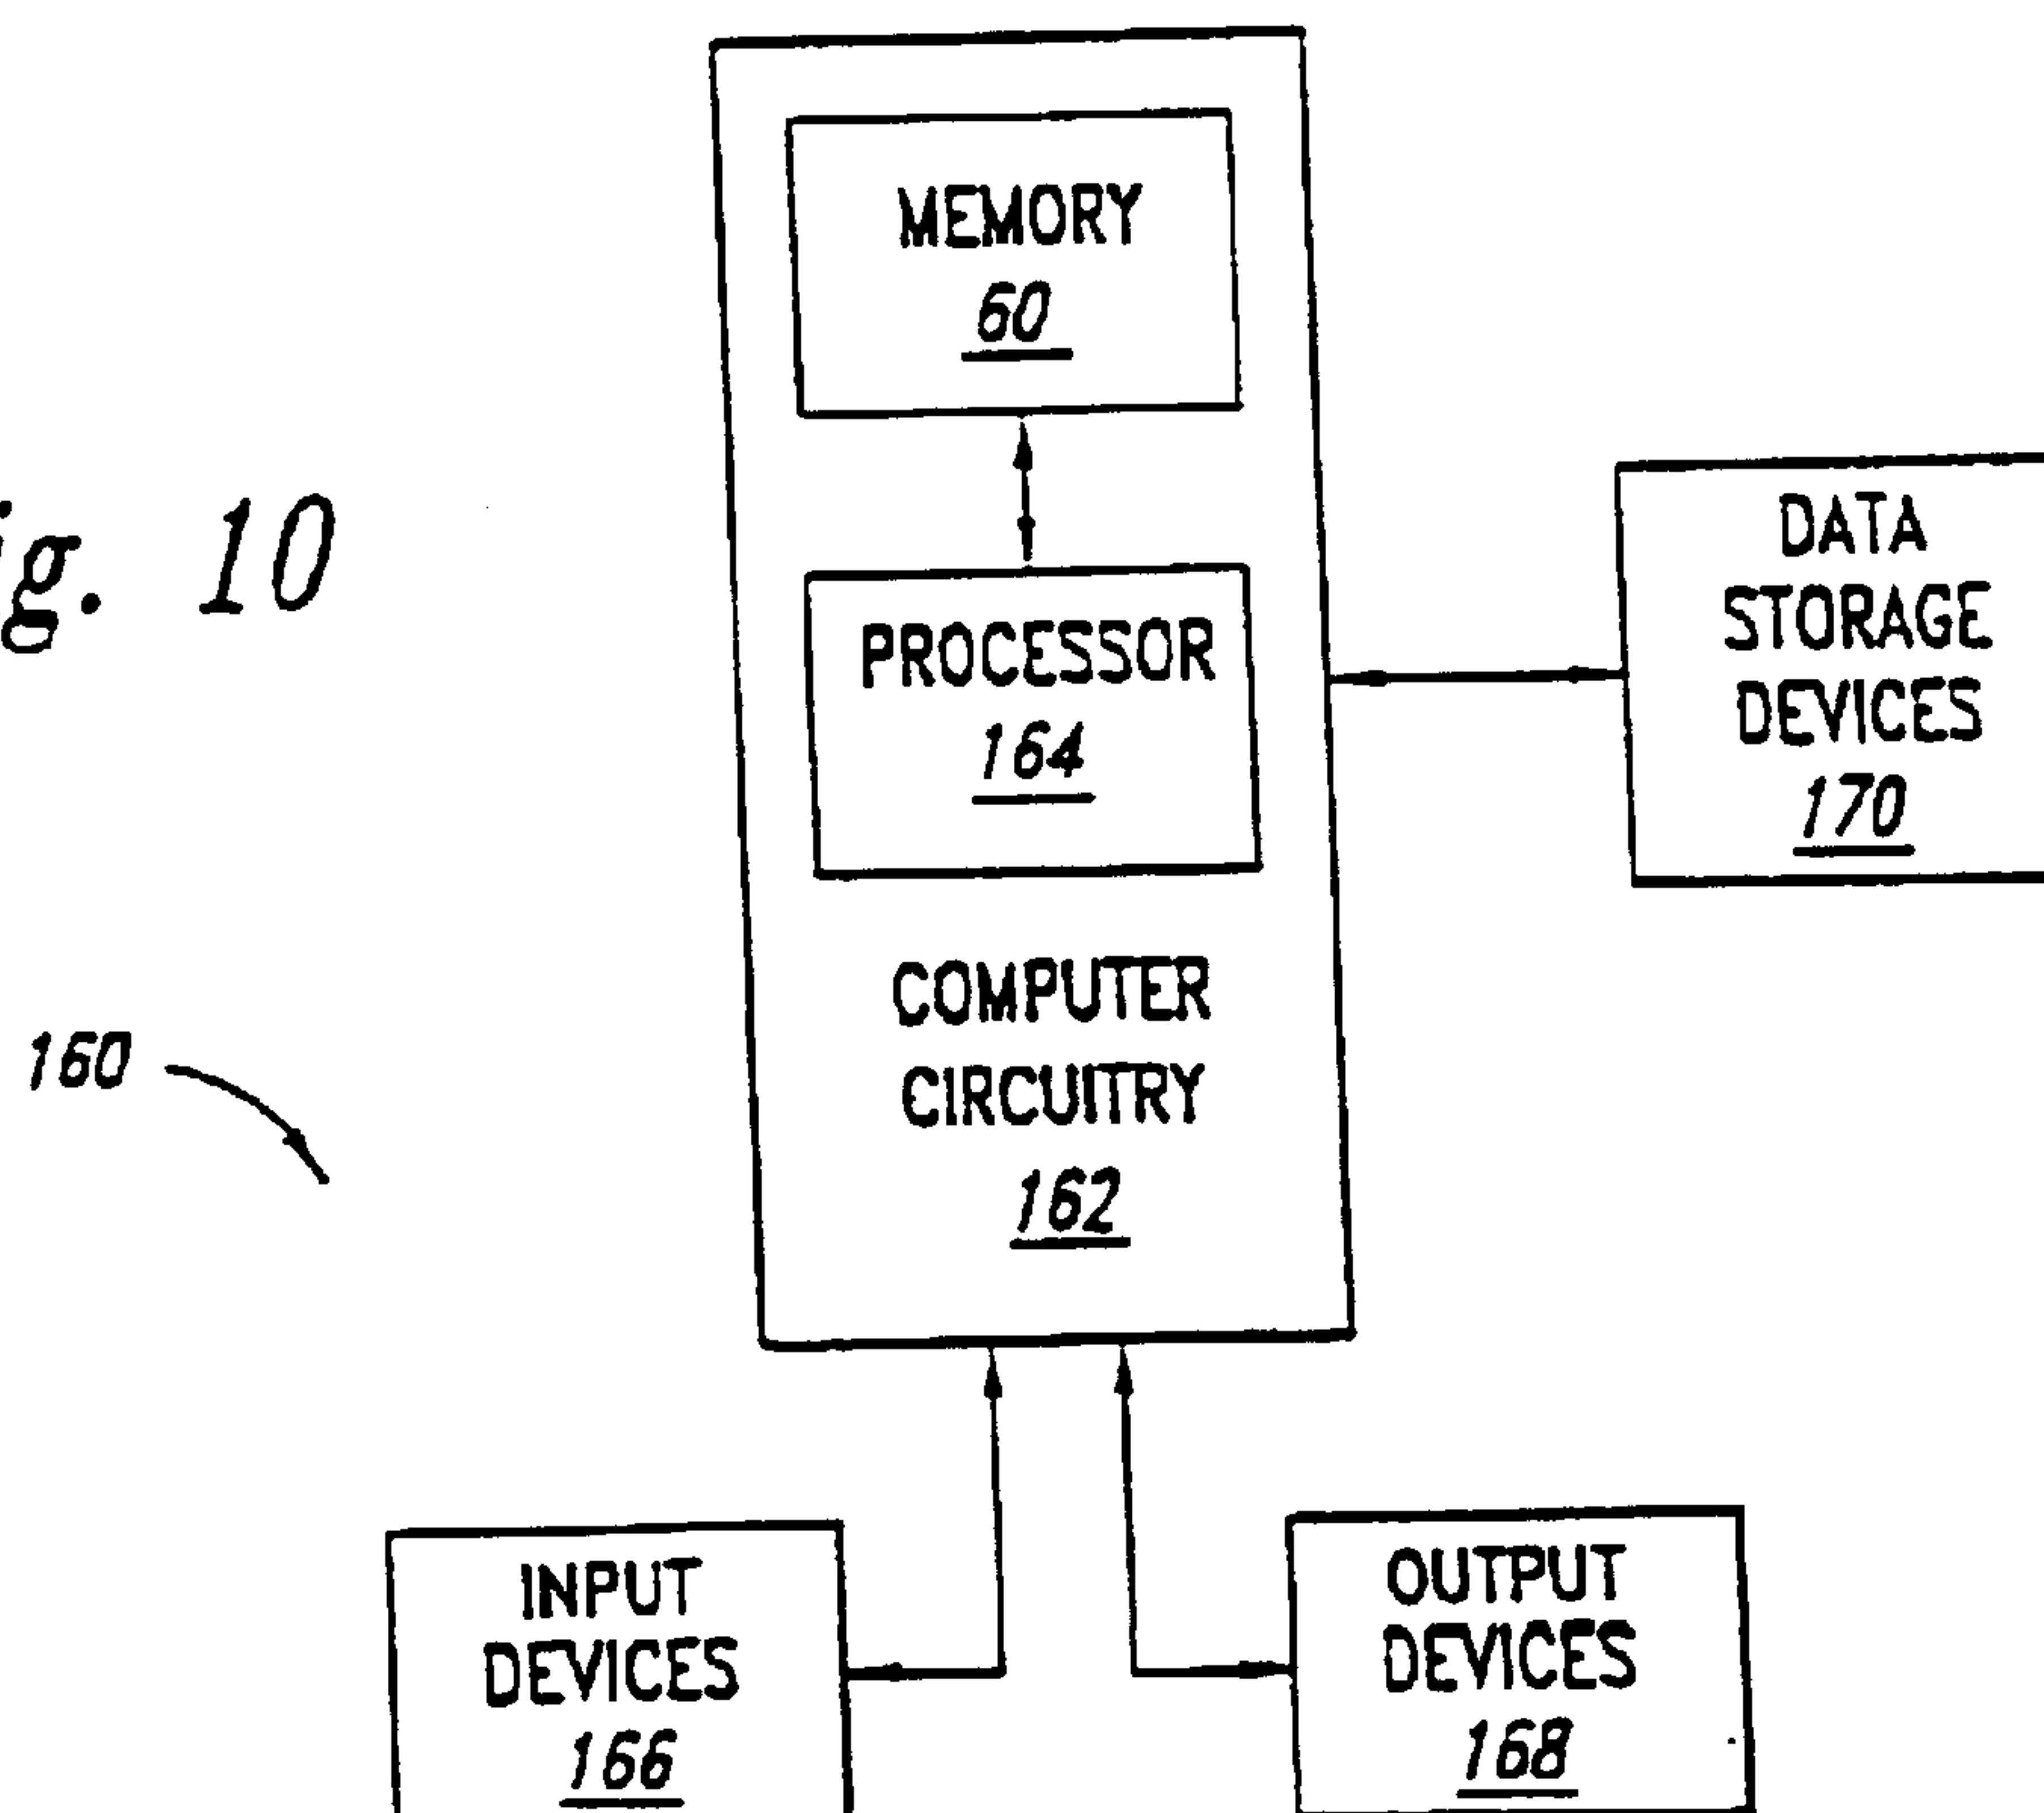 MEMORY
60
ig. 10
PROCESSOR
164
DATA
STORAGE
DEVICES
170
COMPUTER
CIRCUITRY
162
160
INPUT
DEVICES
166
OUTPUT
DEVICES
168